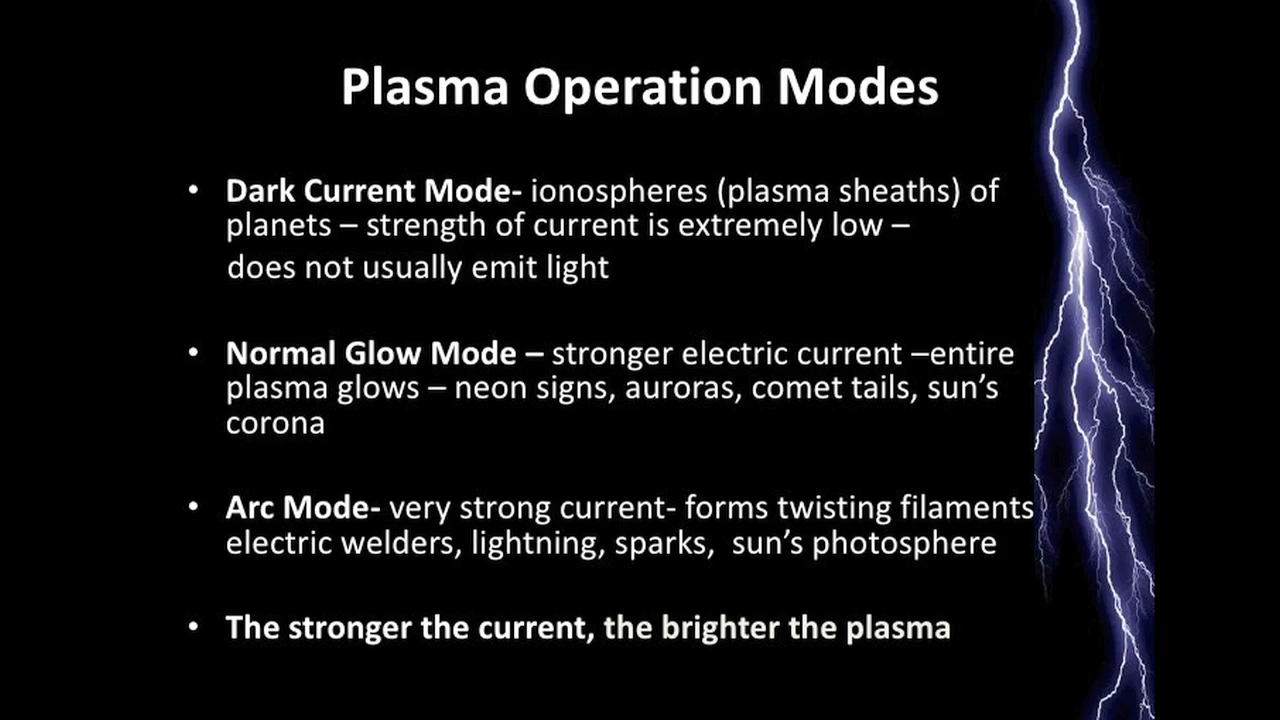 Plasma Operation Modes
• Dark Current Mode- ionospheres (plasma sheaths) of
planets – strength of current is extremely low –
does not usually emit light
• Normal Glow Mode – stronger electric current –entire
plasma glows – neon signs, auroras, comet tails, sun’s
corona
• Arc Mode- very strong current- forms twisting filaments
electric welders, lightning, sparks,  sun’s photosphere
• The stronger the current, the brighter the plasma